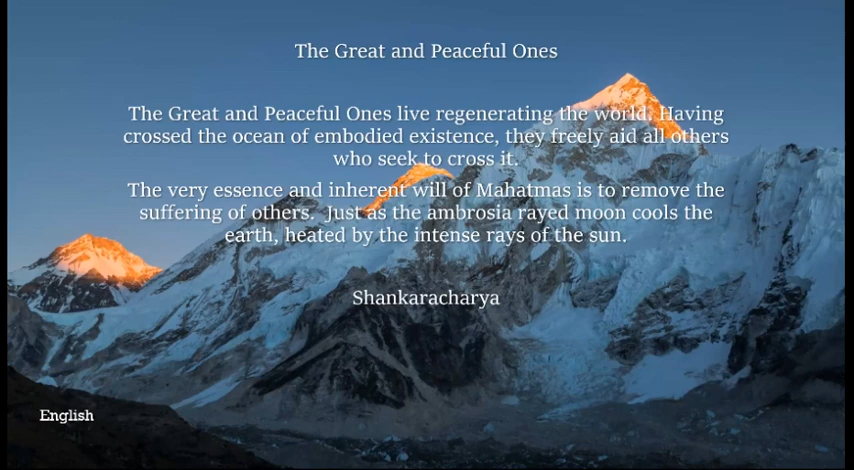 The Great and Peaceful Ones
The Great and Peaceful Ones live regenerating the world. Having
crossed the ocean of embodied existence, they freely aid all others
who seek to cross it.
The very essence and inherent will of Mahatmas is to remove the
suffering of others.  Just as the ambrosia rayed moon cools the
earth, heated by the intense rays of the sun.
Shankaracharya
English